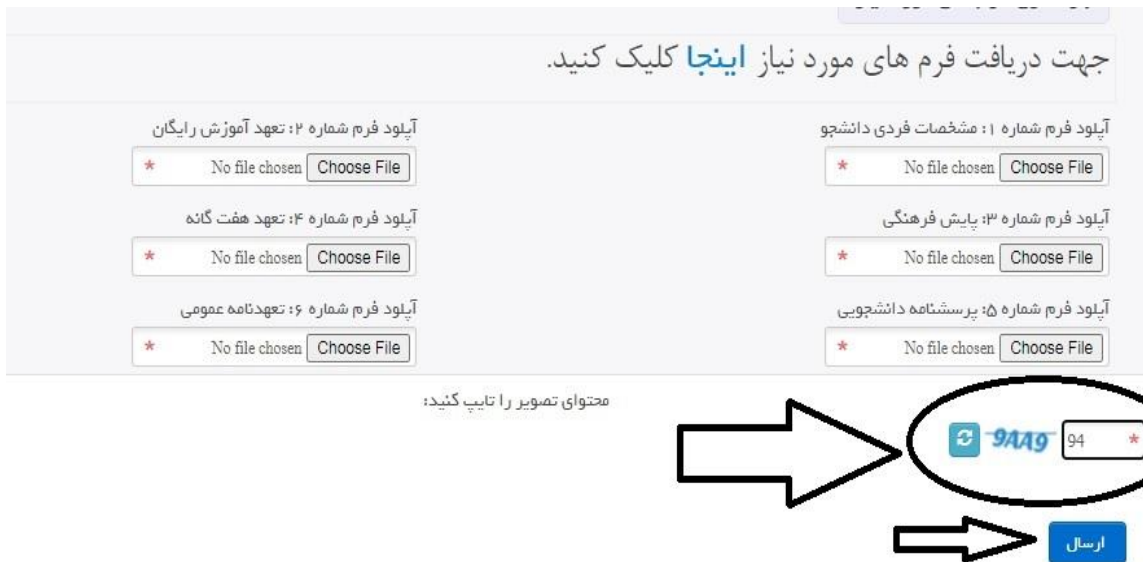 جهت دریافت فرم های مورد نیاز اینجا کلیک کنید.
آپلود فرم شماره ۱: مشخصات فردی دانشجو
آپلود فرم شماره ۲: تعهد آموزش رایگان
Choose File No file chosen *
Choose File No file chosen *
آپلود فرم شماره ۳: پایش فرهنگی
آپلود فرم شماره ۴: تعهد هفت گانه
Choose File No file chosen *
Choose File No file chosen *
آپلود فرم شماره ۵: پرسشنامه دانشجویی
آپلود فرم شماره ۶: تعهدنامه عمومی
Choose File No file chosen *
Choose File No file chosen *
محتوای تصویر را تایپ کنید:
94 *
9AA9
ارسال